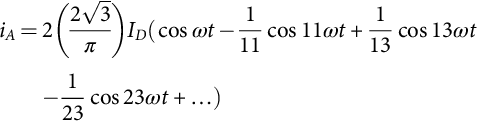 i_A = 2(2√3/π)I_D(cos ωt − 1/11 cos 11ωt + 1/13 cos 13ωt
− 1/23 cos 23ωt + …)